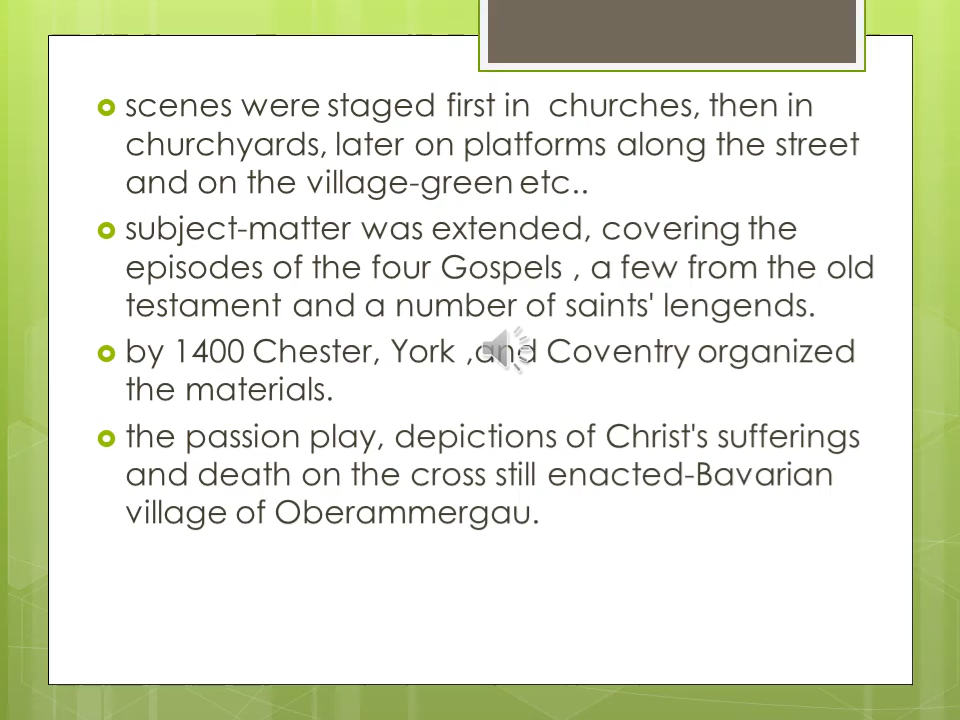 scenes were staged first in  churches, then in
churchyards, later on platforms along the street
and on the village-green etc..
subject-matter was extended, covering the
episodes of the four Gospels , a few from the old
testament and a number of saints' lengends.
by 1400 Chester, York ,and Coventry organized
the materials.
the passion play, depictions of Christ's sufferings
and death on the cross still enacted-Bavarian
village of Oberammergau.